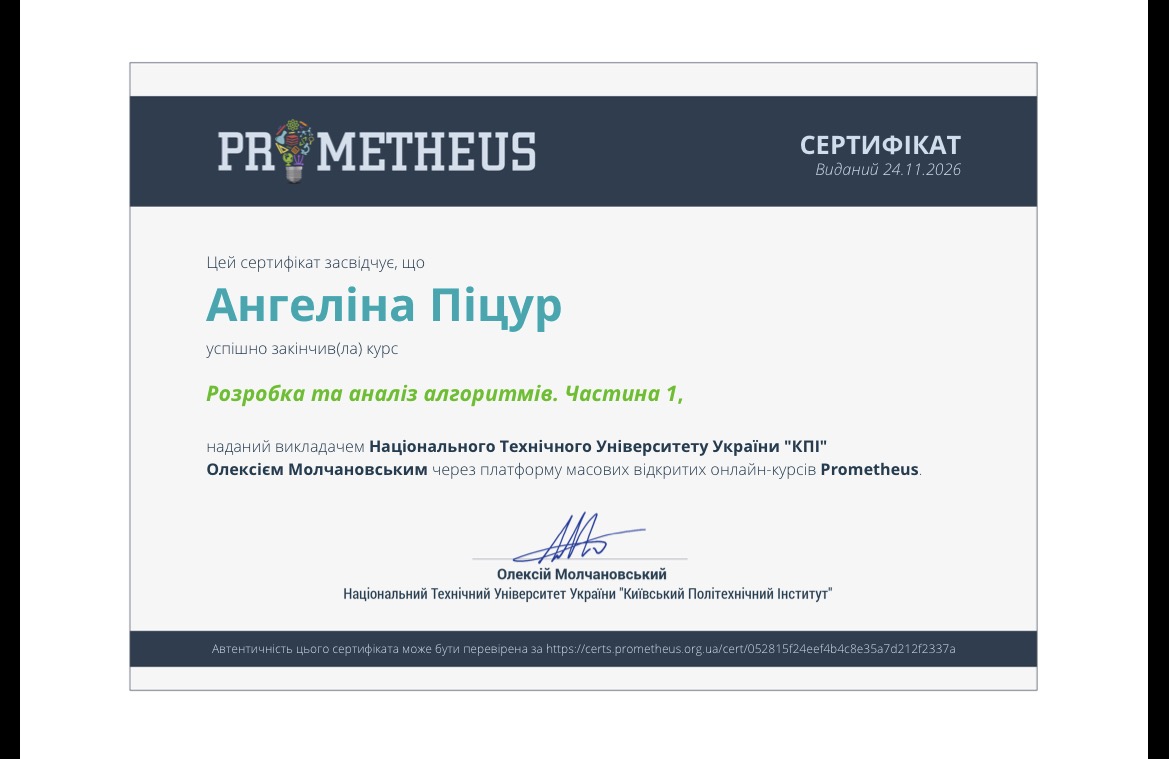 PROMETHEUS
СЕРТИФІКАТ
Виданий 24.11.2026
Цей сертифікат засвідчує, що
Ангеліна Піцур
успішно закінчив(ла) курс
Розробка та аналіз алгоритмів. Частина 1,
наданий викладачем Національного Технічного Університету України "КПІ"
Олексієм Молчановським через платформу масових відкритих онлайн-курсів Prometheus.
Олексій Молчановський
Національний Технічний Університет України "Київський Політехнічний Інститут"
Автентичність цього сертифіката може бути перевірена за https://certs.prometheus.org.ua/cert/052815f24eef4b4c8e35a7d212f2337a